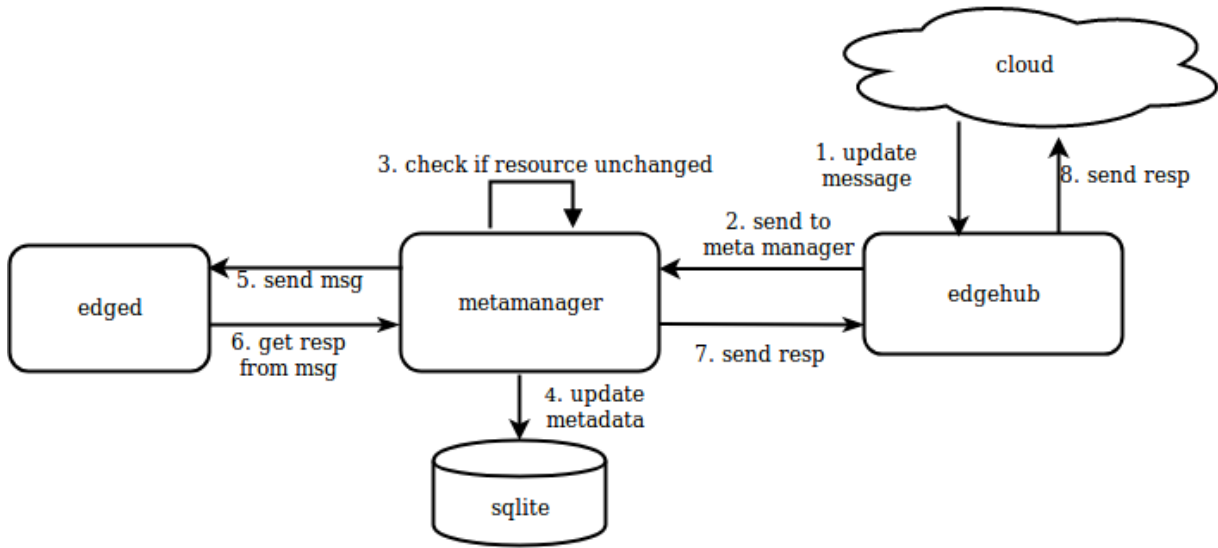 cloud
1. update
message
8. send resp
3. check if resource unchanged
2. send to
meta manager
edged
5. send msg
metamanager
edgehub
6. get resp
from msg
7. send resp
4. update
metadata
sqlite